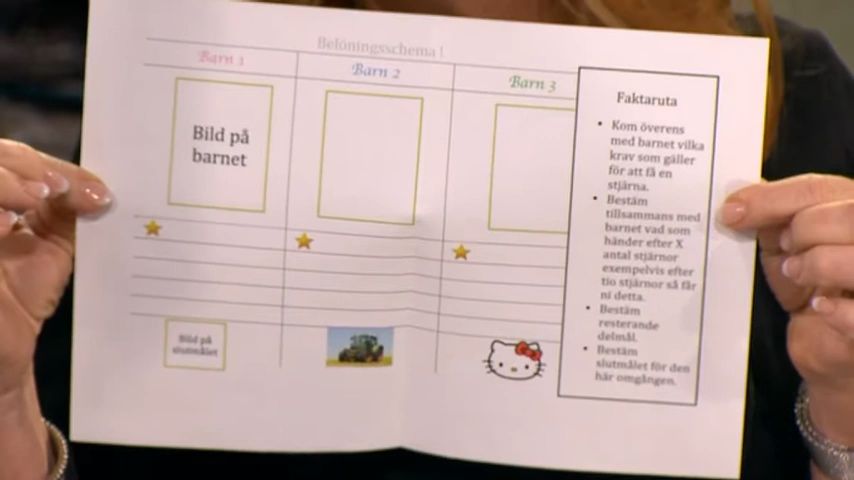 Belöningsschema!
Barn 1
Barn 2
Barn 3
Bild på
barnet
Bild på
slutmålet
Faktaruta
• Kom överens
med barnet vilka
krav som gäller
för att få en
stjärna.
• Bestäm
tillsammans med
barnet vad som
händer efter X
antal stjärnor
exempelvis efter
tio stjärnor så får
ni detta.
• Bestäm
resterande
delmål.
• Bestäm
slutmålet för den
här omgången.